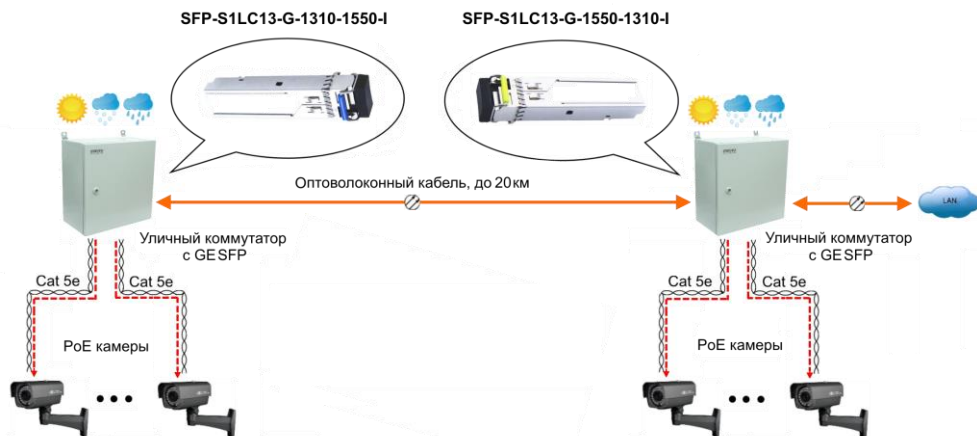 SFP-S1LC13-G-1310-1550-I
SFP-S1LC13-G-1550-1310-I
Оптоволоконный кабель, до 20км
LAN
Уличный коммутатор
с GE SFP
Уличный коммутатор
с GE SFP
Cat 5e
Cat 5e
Cat 5e
Cat 5e
PoE камеры
PoE камеры